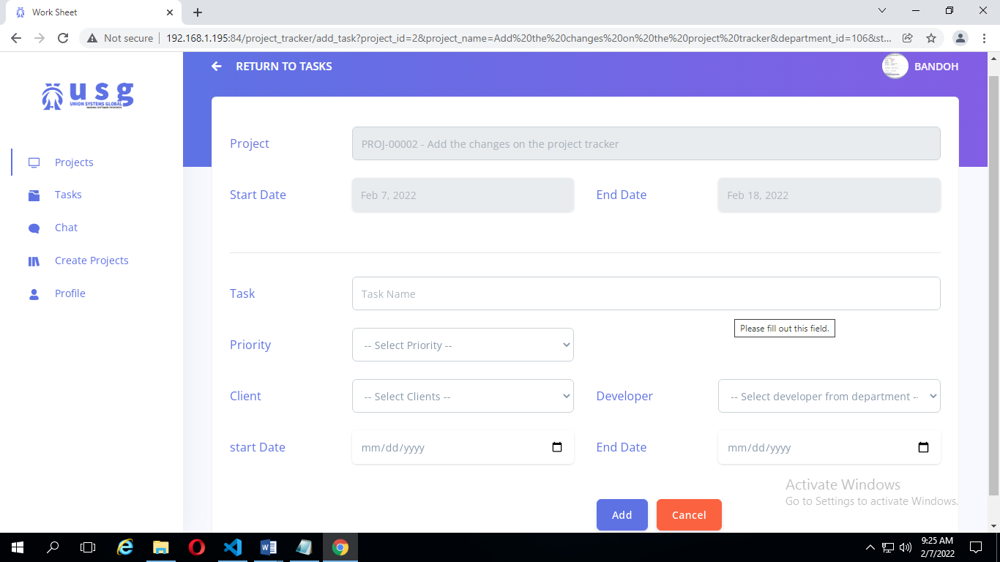 Work Sheet
Not secure
192.168.1.195:84/project_tracker/add_task?project_id=2&project_name=Add%20the%20changes%20on%20the%20project%20tracker&department_id=106&st...
usg
UNION SYSTEMS GLOBAL
RETURN TO TASKS
BANDOH
Projects
Tasks
Chat
Create Projects
Profile
Project
PROJ-00002 - Add the changes on the project tracker
Start Date
Feb 7, 2022
End Date
Feb 18, 2022
Task
Task Name
Please fill out this field.
Priority
-- Select Priority --
Client
-- Select Clients --
Developer
-- Select developer from department --
start Date
mm/dd/yyyy
End Date
mm/dd/yyyy
Activate Windows
Go to Settings to activate Windows.
Add
Cancel
9:25 AM
2/7/2022